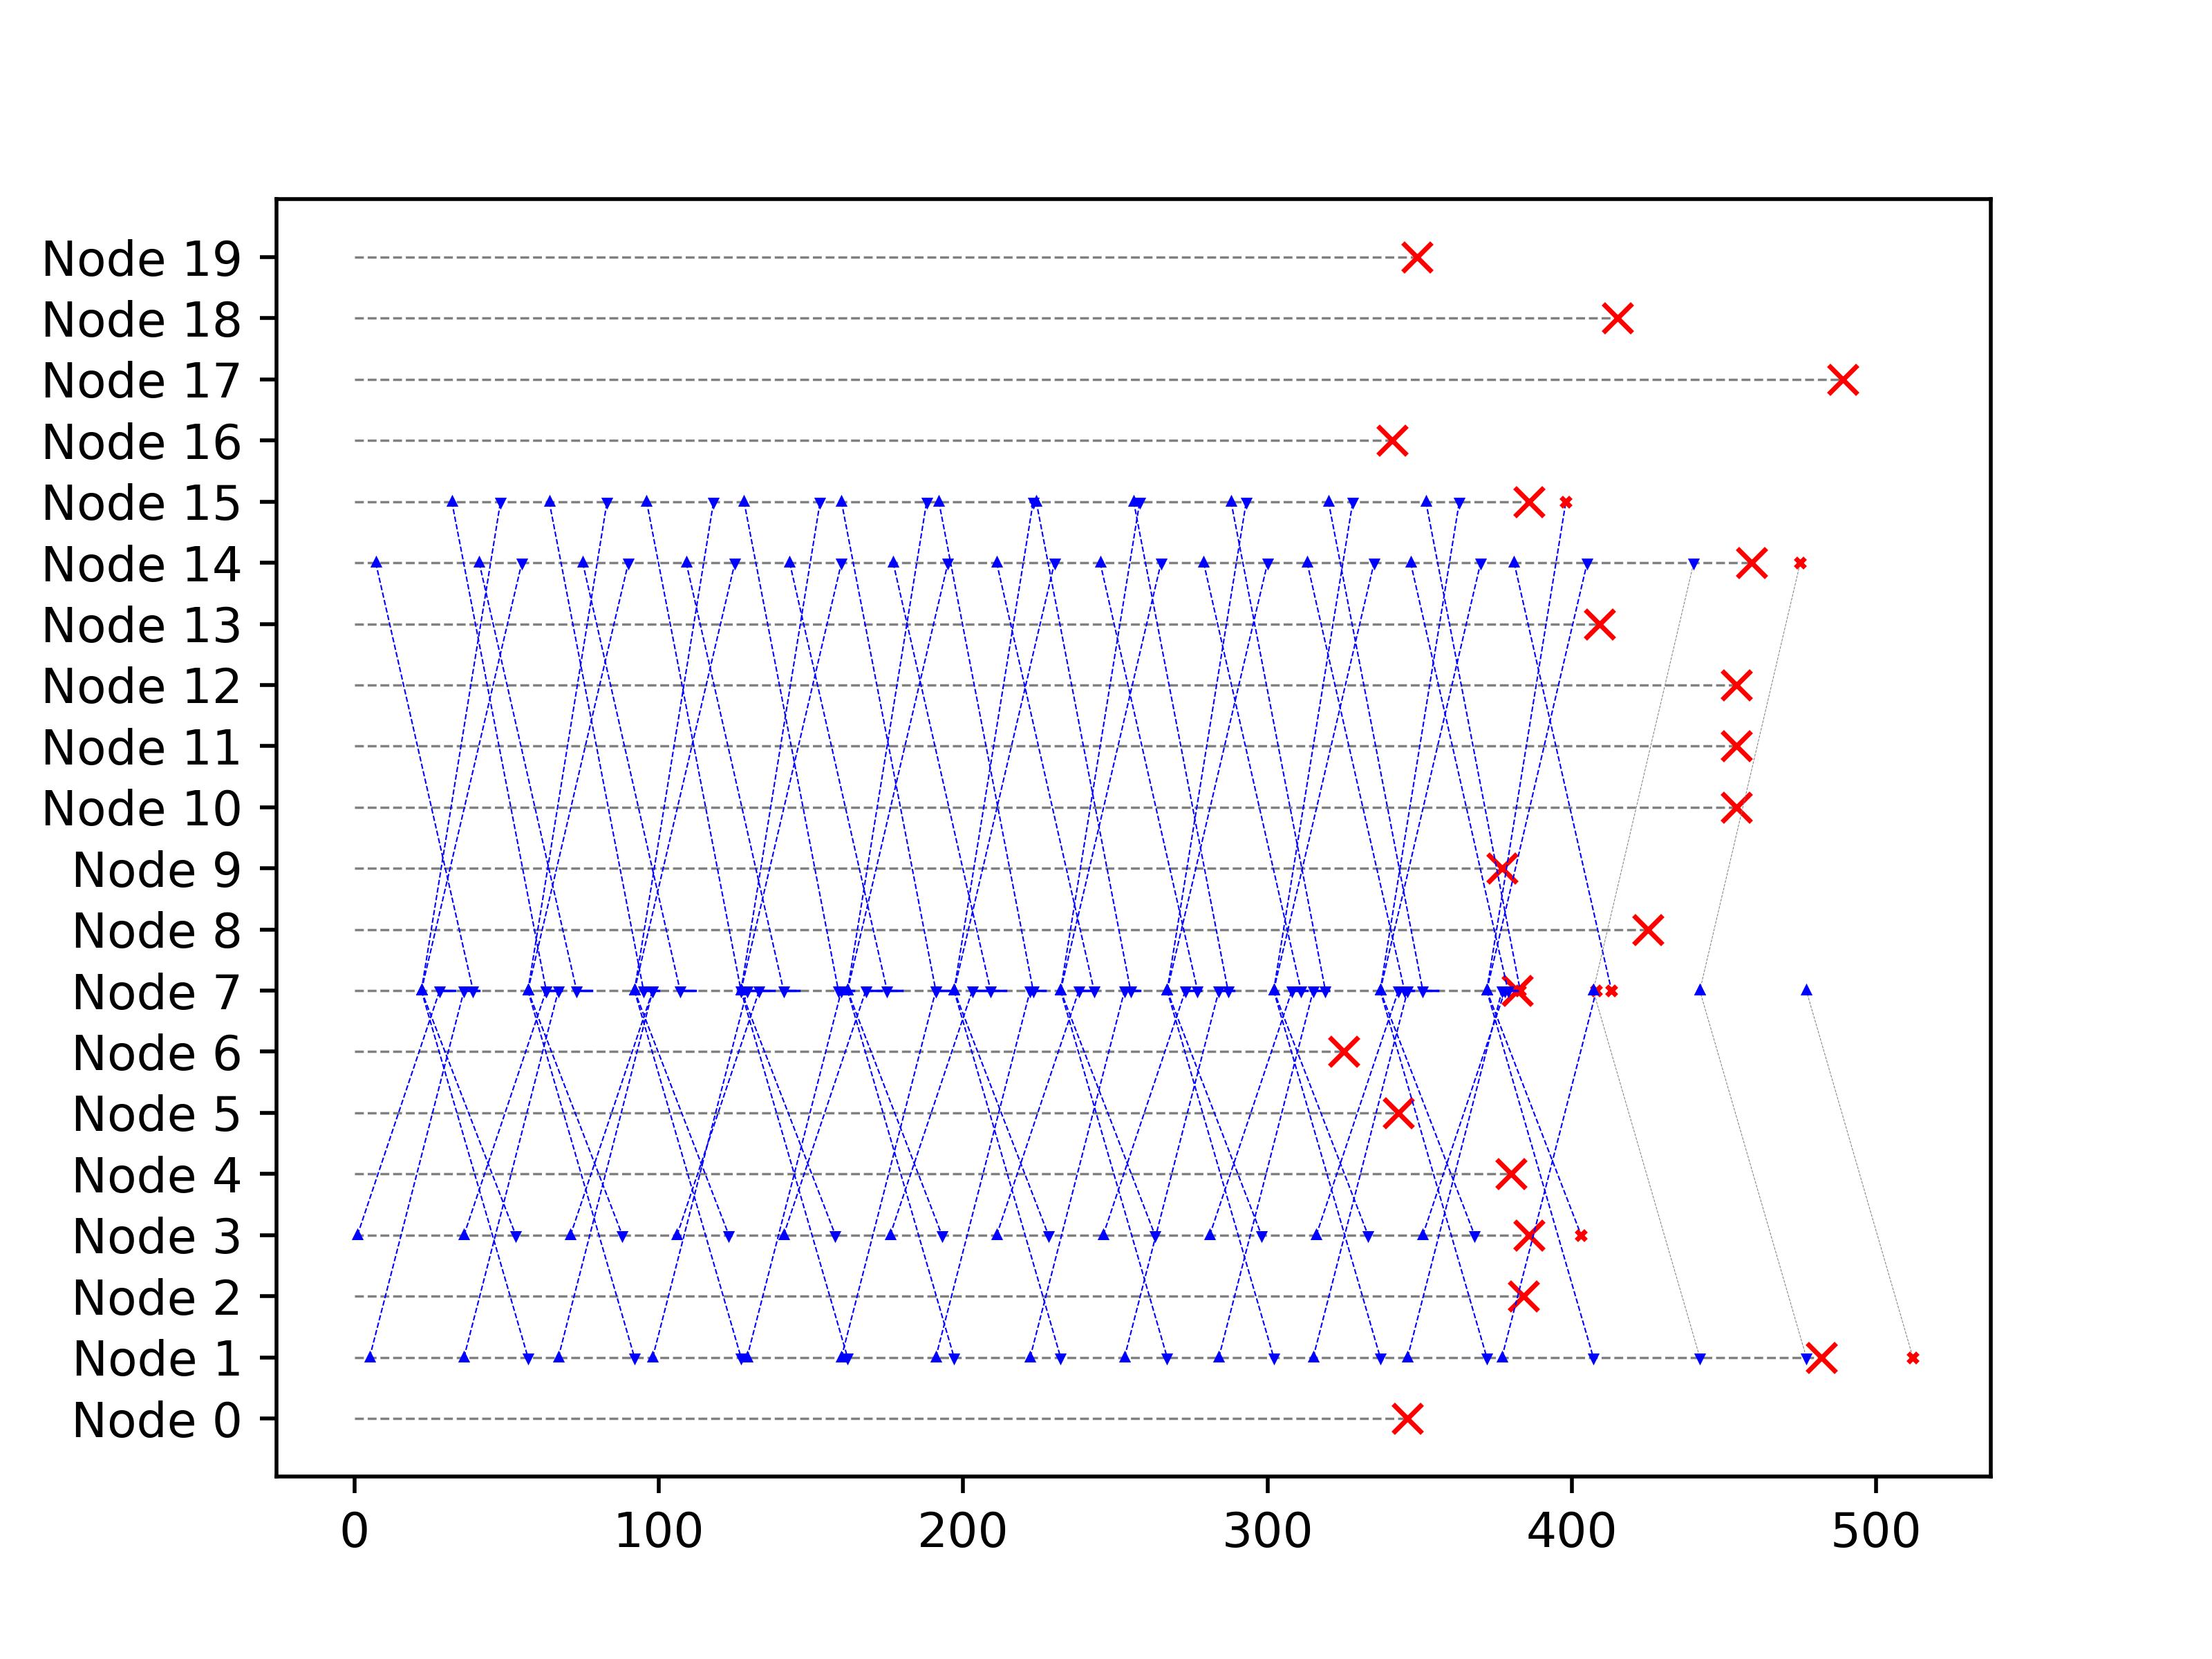 Node 19
Node 18
Node 17
Node 16
Node 15
Node 14
Node 13
Node 12
Node 11
Node 10
Node 9
Node 8
Node 7
Node 6
Node 5
Node 4
Node 3
Node 2
Node 1
Node 0
0 100 200 300 400 500